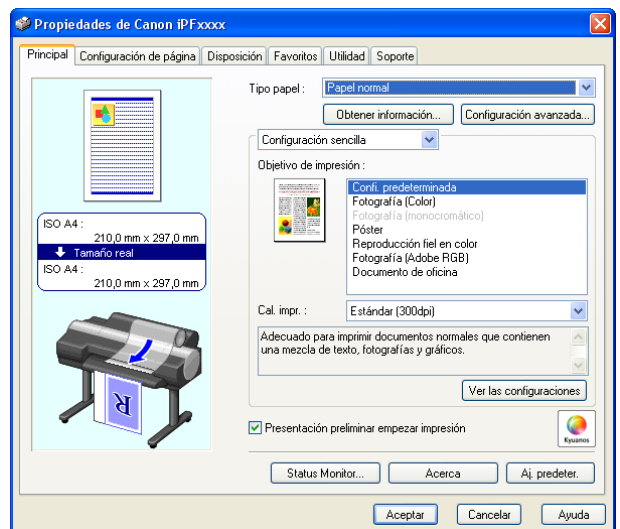 Propiedades de Canon iPFxxxx
Principal Configuración de página Disposición Favoritos Utilidad Soporte
Tipo papel : Papel normal
Obtener información... Configuración avanzada...
Configuración sencilla
Objetivo de impresión :
Confi. predeterminada
Fotografía (Color)
Fotografía (monocromático)
Póster
Reproducción fiel en color
Fotografía (Adobe RGB)
Documento de oficina
ISO A4 :
210,0 mm x 297,0 mm
Tamaño real
ISO A4 :
210,0 mm x 297,0 mm
R
Cal. impr. : Estándar (300dpi)
Adecuado para imprimir documentos normales que contienen
una mezcla de texto, fotografías y gráficos.
Ver las configuraciones
Presentación preliminar empezar impresión
Kyuanos
Status Monitor... Acerca Aj. predeter.
Aceptar Cancelar Ayuda